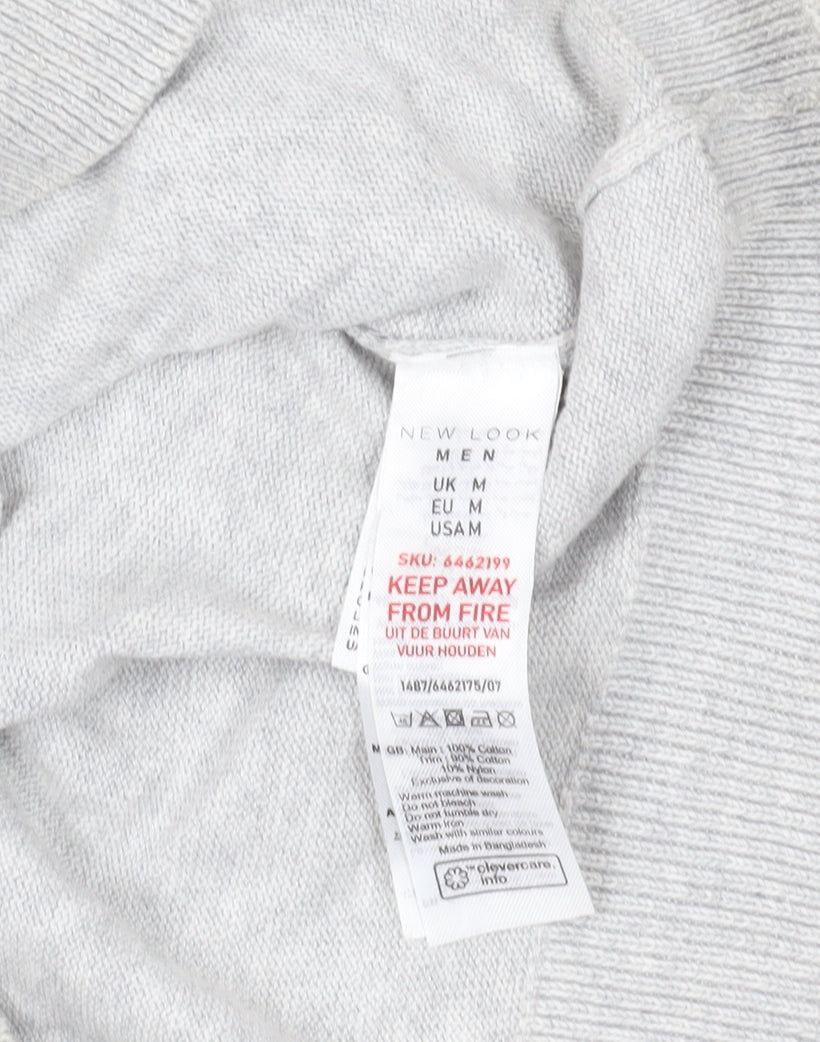 NEW LOOK
MEN
UK M
EU M
USA M
SKU: 6462199
KEEP AWAY
FROM FIRE
UIT DE BUURT VAN
VUUR HOUDEN
1487/6462175/07
GB: Main : 100% Cotton
Trim : 90% Cotton
10% Nylon
Exclusive of decoration
Warm machine wash
Do not bleach
Do not tumble dry
Warm iron
Wash with similar colours
Made in Bangladesh
™clevercare.
info